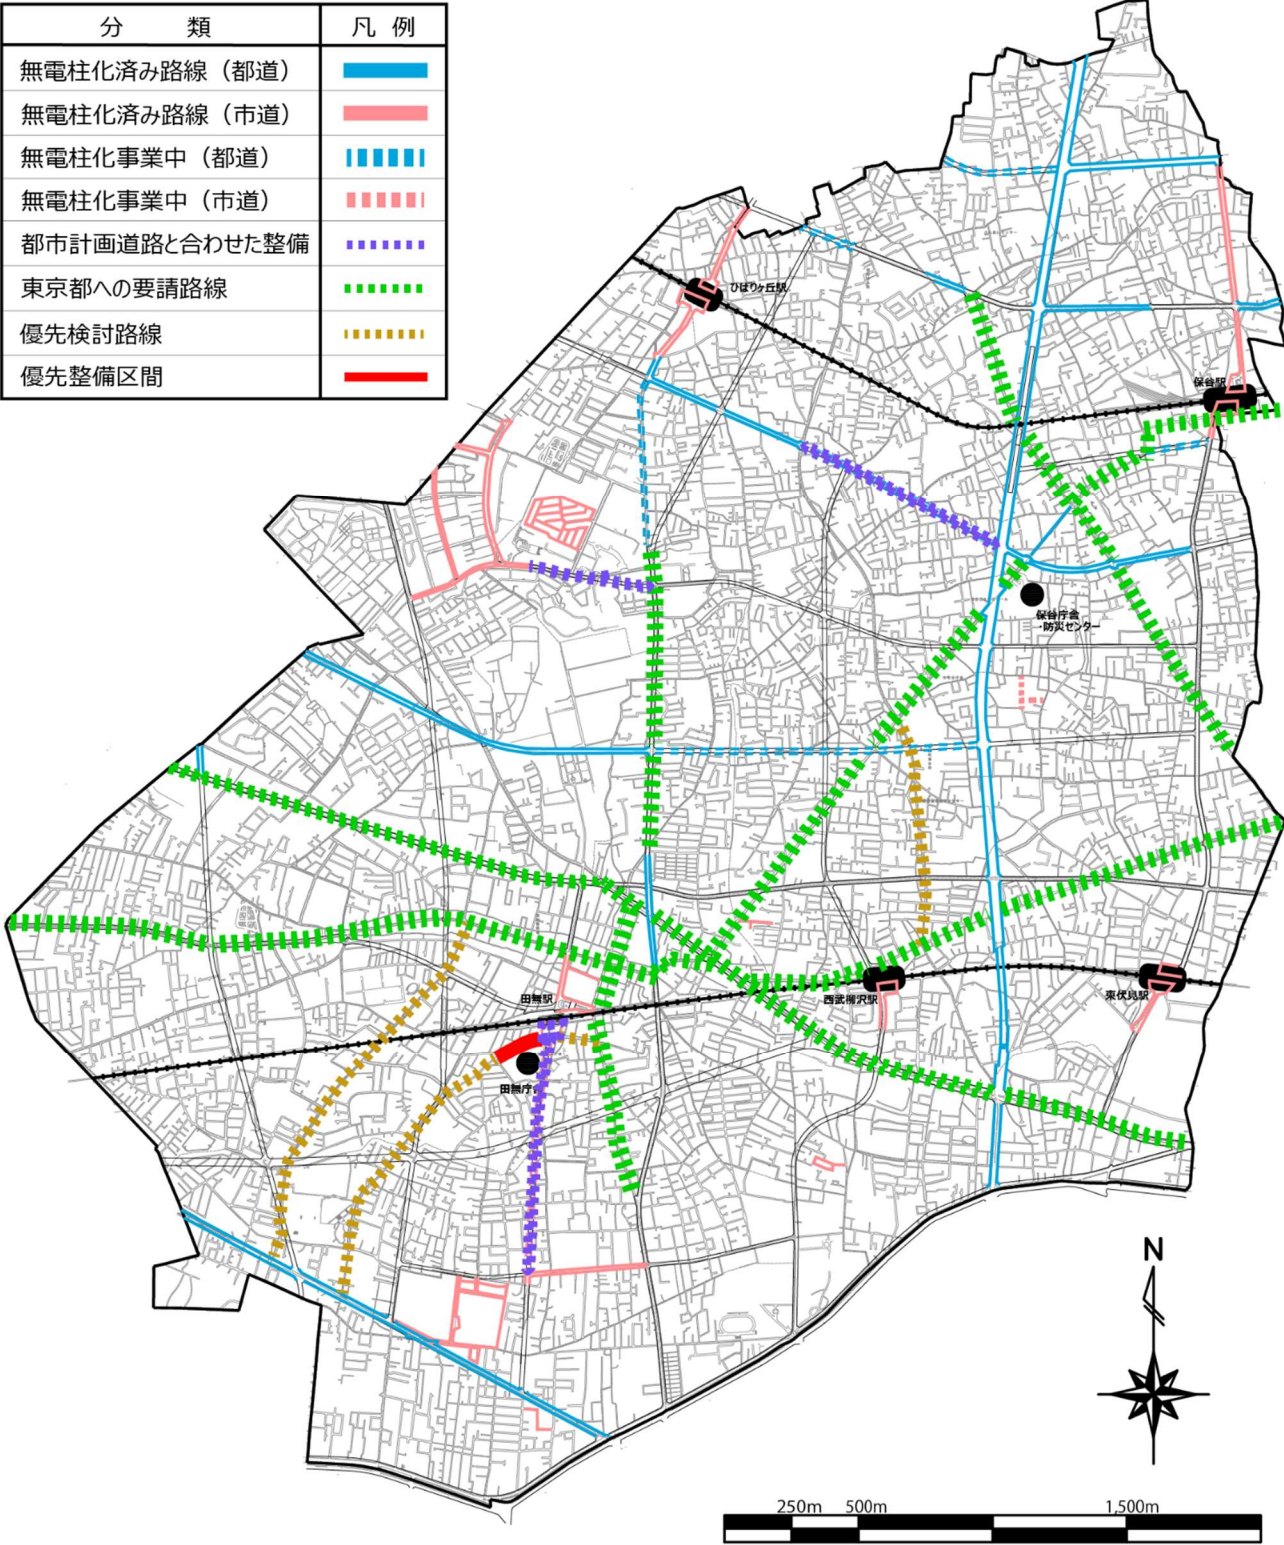 分類 凡例
無電柱化済み路線（都道）
無電柱化済み路線（市道）
無電柱化事業中（都道）
無電柱化事業中（市道）
都市計画道路と合わせた整備
東京都への要請路線
優先検討路線
優先整備区間
ひばりヶ丘駅
保谷駅
保谷庁舎
・防災センター
田無駅
西武柳沢駅
東伏見駅
田無庁舎
N
250m 500m 1,500m